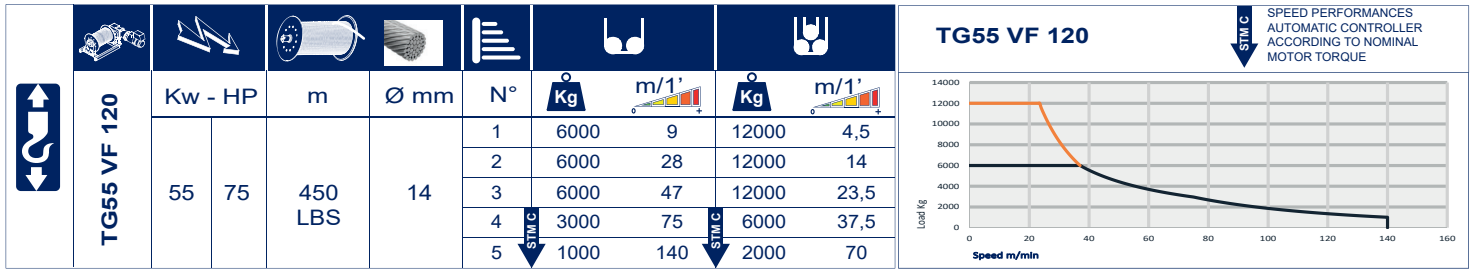 TG55 VF 120
Kw - HP
m
Ø mm
N°
Kg
m/1’
0 +
Kg
m/1’
0 +
55
75
450
LBS
14
1 6000 9 12000 4,5
2 6000 28 12000 14
3 6000 47 12000 23,5
4 3000 75 6000 37,5
5 1000 140 2000 70
STM C
STM C
TG55 VF 120
STM C
SPEED PERFORMANCES
AUTOMATIC CONTROLLER
ACCORDING TO NOMINAL
MOTOR TORQUE
Load Kg
14000
12000
10000
8000
6000
4000
2000
0
0 20 40 60 80 100 120 140 160
Speed m/min